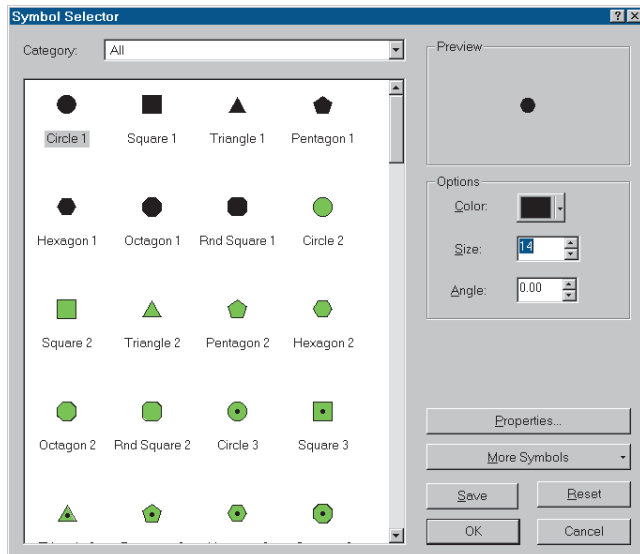 Symbol Selector
Category: All
Circle 1 Square 1 Triangle 1 Pentagon 1
Hexagon 1 Octagon 1 Rnd Square 1 Circle 2
Square 2 Triangle 2 Pentagon 2 Hexagon 2
Octagon 2 Rnd Square 2 Circle 3 Square 3
Preview
Options
Color:
Size: 14
Angle: 0.00
Properties...
More Symbols
Save Reset
OK Cancel